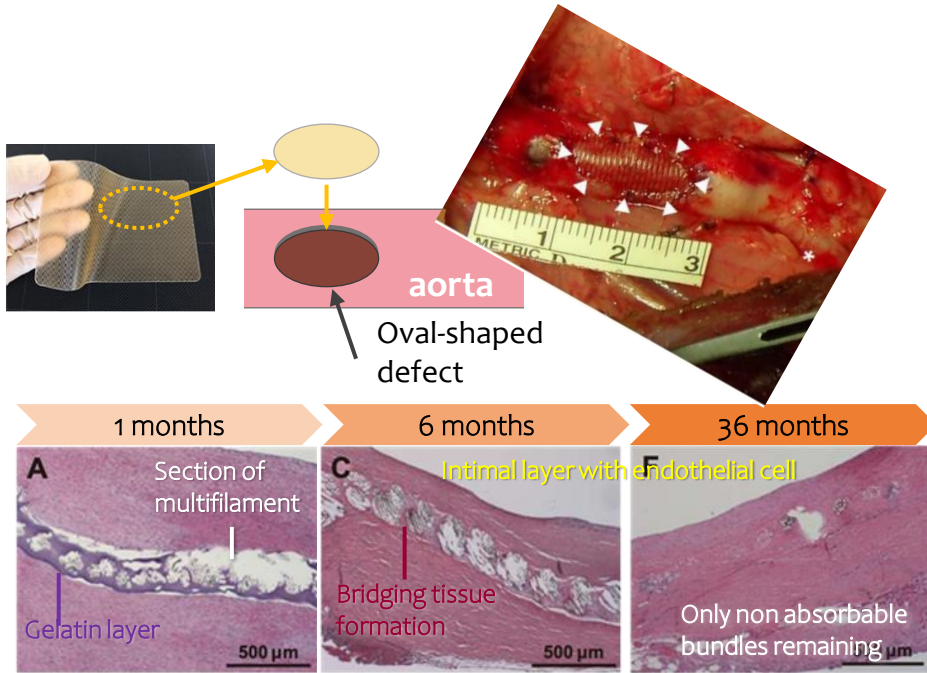 METRIC
1
2
3
*
aorta
Oval-shaped
defect
1 months
6 months
36 months
A
Section of
multifilament
Gelatin layer
500 µm
C
Intimal layer with endothelial cell
Bridging tissue
formation
500 µm
Only non absorbable
bundles remaining